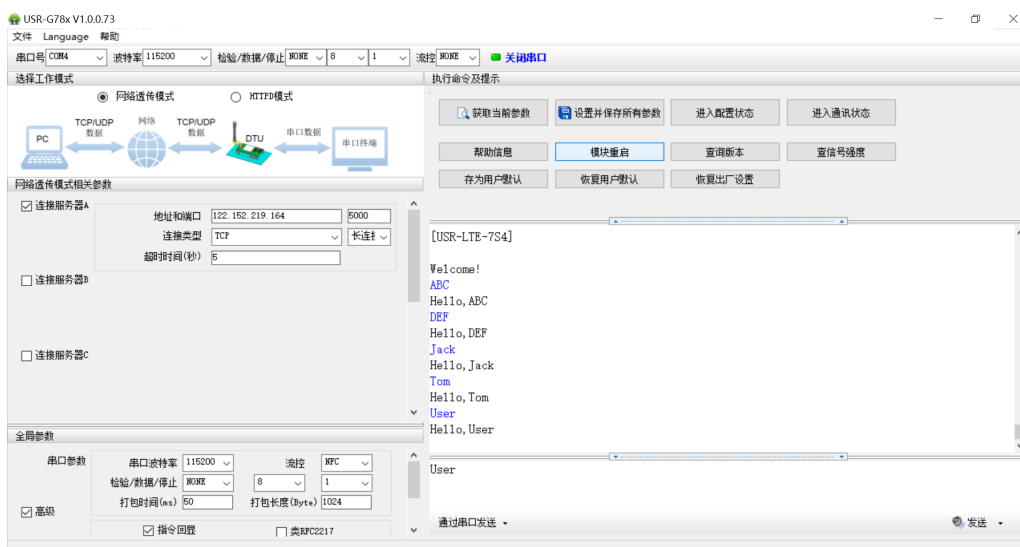 USR-G78x V1.0.0.73
文件 Language 帮助
串口号 COM4 波特率 115200 检验/数据/停止 NONE 8 1 流控 NONE 关闭串口
选择工作模式
网络透传模式 HTTPD模式
PC
TCP/UDP
数据
网络
TCP/UDP
数据
DTU
串口数据
串口终端
网络透传模式相关参数
连接服务器A
地址和端口 122.152.219.164 5000
连接类型 TCP 长连接
超时时间(秒) 5
连接服务器B
连接服务器C
全局参数
串口参数 串口波特率 115200 流控 NFC
检验/数据/停止 NONE 8 1
打包时间(ms) 50 打包长度(Byte) 1024
高级
指令回显 类RFC2217
执行命令及提示
获取当前参数 设置并保存所有参数 进入配置状态 进入通讯状态
帮助信息 模块重启 查询版本 查信号强度
存为用户默认 恢复用户默认 恢复出厂设置
[USR-LTE-7S4]
Welcome!
ABC
Hello,ABC
DEF
Hello,DEF
Jack
Hello,Jack
Tom
Hello,Tom
User
Hello,User
User
通过串口发送 发送